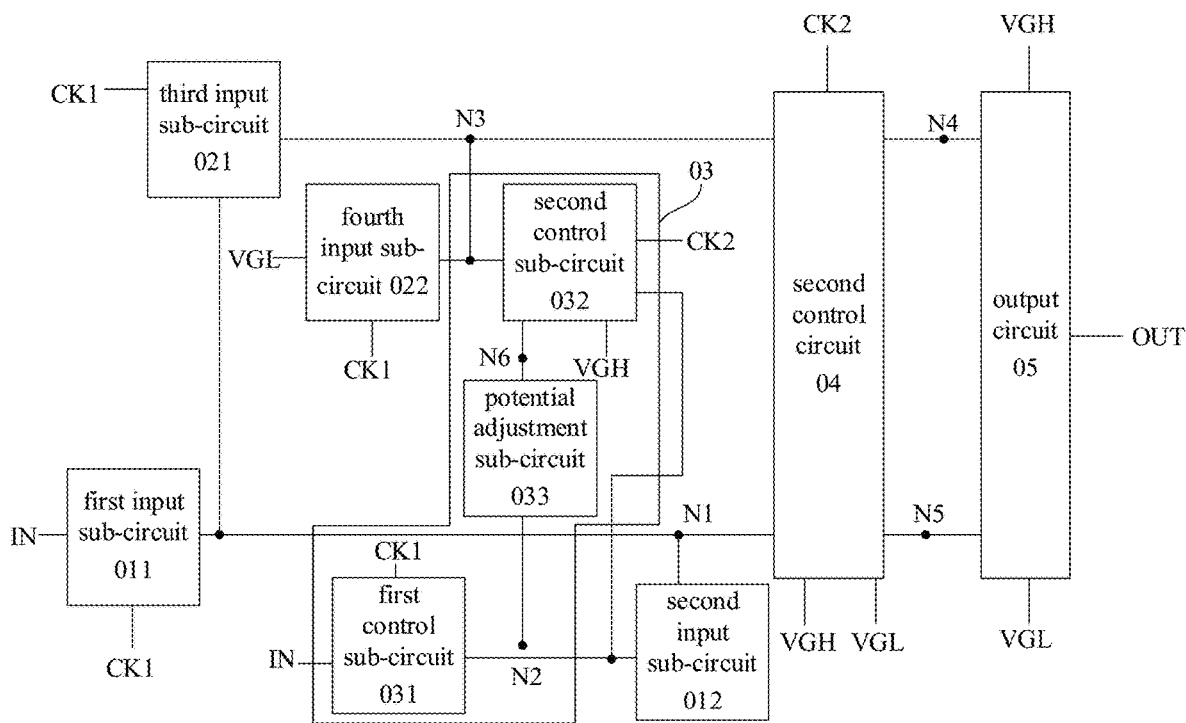 CK2
VGH
CK1
third input
sub-circuit
021
N3
N4
03
fourth
input sub-
circuit 022
VGL
CK1
second
control
sub-circuit
032
CK2
VGH
N6
potential
adjustment
sub-circuit
033
second
control
circuit
04
output
circuit
05
OUT
IN
first input
sub-circuit
011
CK1
N1
N5
CK1
IN
first
control
sub-circuit
031
N2
second
input
sub-circuit
012
VGH
VGL
VGL